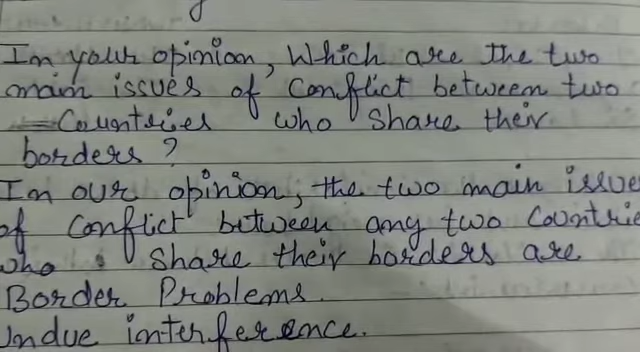 In your opinion, Which are the two
main issues of Conflict between two
Countries who Share their
borders ?
In our opinion, the two main issue
of Conflict between any two Countrie
who Share their borders are
Border Problems.
Undue interference.